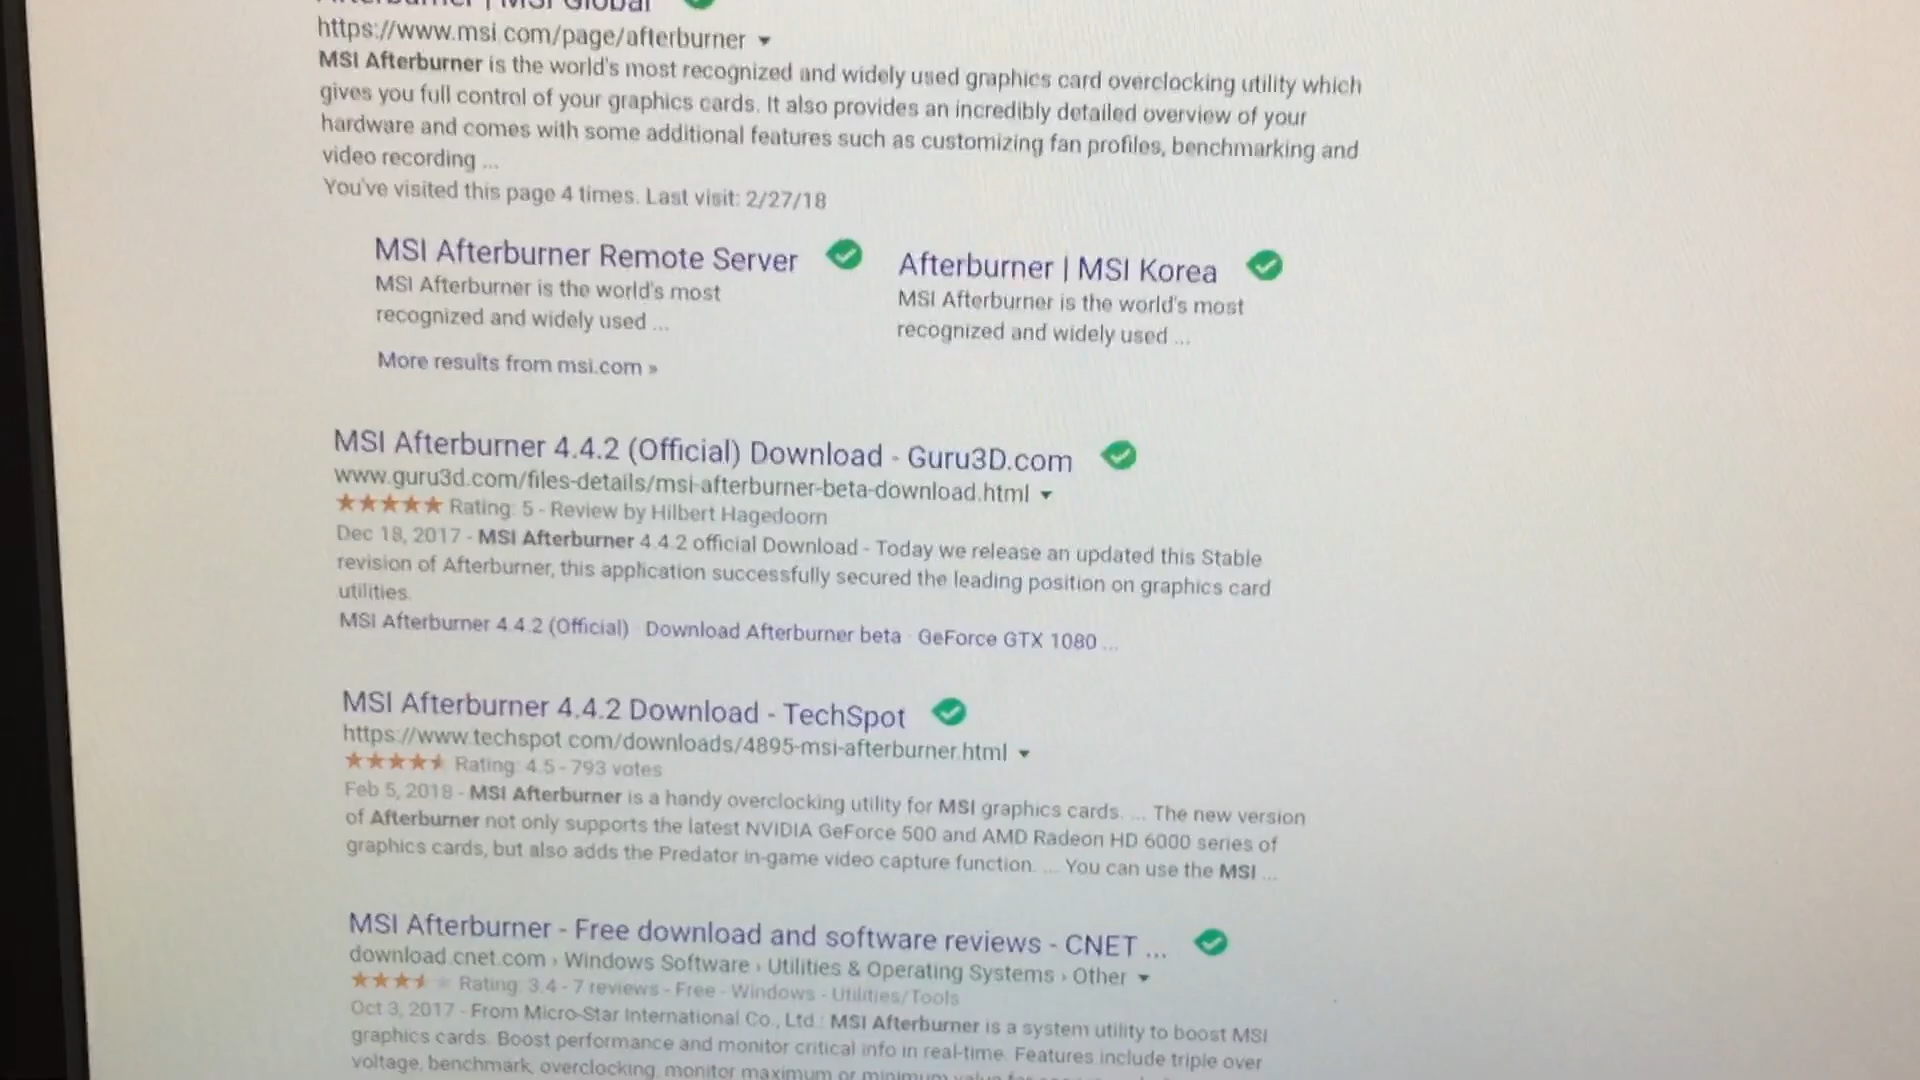 Afterburner | MSI Global
https://www.msi.com/page/afterburner
MSI Afterburner is the world's most recognized and widely used graphics card overclocking utility which
gives you full control of your graphics cards. It also provides an incredibly detailed overview of your
hardware and comes with some additional features such as customizing fan profiles, benchmarking and
video recording ...
You've visited this page 4 times. Last visit: 2/27/18
MSI Afterburner Remote Server
MSI Afterburner is the world's most
recognized and widely used ...
Afterburner | MSI Korea
MSI Afterburner is the world's most
recognized and widely used ...
More results from msi.com »
MSI Afterburner 4.4.2 (Official) Download - Guru3D.com
www.guru3d.com/files-details/msi-afterburner-beta-download.html
Rating: 5 - Review by Hilbert Hagedoorn
Dec 18, 2017 - MSI Afterburner 4.4.2 official Download - Today we release an updated this Stable
revision of Afterburner, this application successfully secured the leading position on graphics card
utilities.
MSI Afterburner 4.4.2 (Official) · Download Afterburner beta · GeForce GTX 1080 ...
MSI Afterburner 4.4.2 Download - TechSpot
https://www.techspot.com/downloads/4895-msi-afterburner.html
Rating: 4.5 - 793 votes
Feb 5, 2018 - MSI Afterburner is a handy overclocking utility for MSI graphics cards. ... The new version
of Afterburner not only supports the latest NVIDIA GeForce 500 and AMD Radeon HD 6000 series of
graphics cards, but also adds the Predator in-game video capture function. ... You can use the MSI ...
MSI Afterburner - Free download and software reviews - CNET ...
download.cnet.com › Windows Software › Utilities & Operating Systems › Other
Rating: 3.4 - 7 reviews - Free - Windows - Utilities/Tools
Oct 3, 2017 - From Micro-Star International Co., Ltd.: MSI Afterburner is a system utility to boost MSI
graphics cards. Boost performance and monitor critical info in real-time. Features include triple over
voltage, benchmark, overclocking, monitor maximum or minimum value